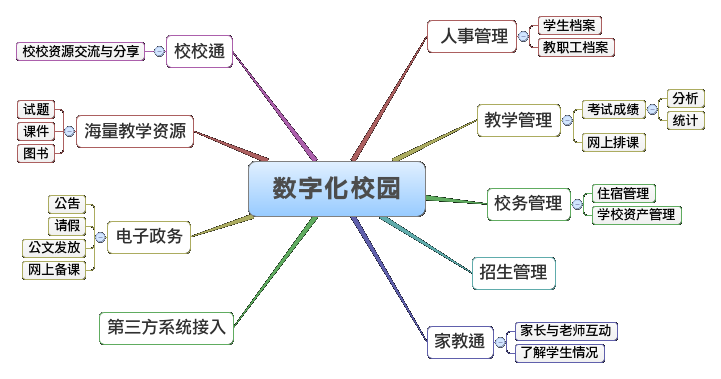 数字化校园
校校通
校校资源交流与分享
海量教学资源
试题
课件
图书
电子政务
公告
请假
公文发放
网上备课
第三方系统接入
人事管理
学生档案
教职工档案
教学管理
考试成绩
分析
统计
网上排课
校务管理
住宿管理
学校资产管理
招生管理
家教通
家长与老师互动
了解学生情况